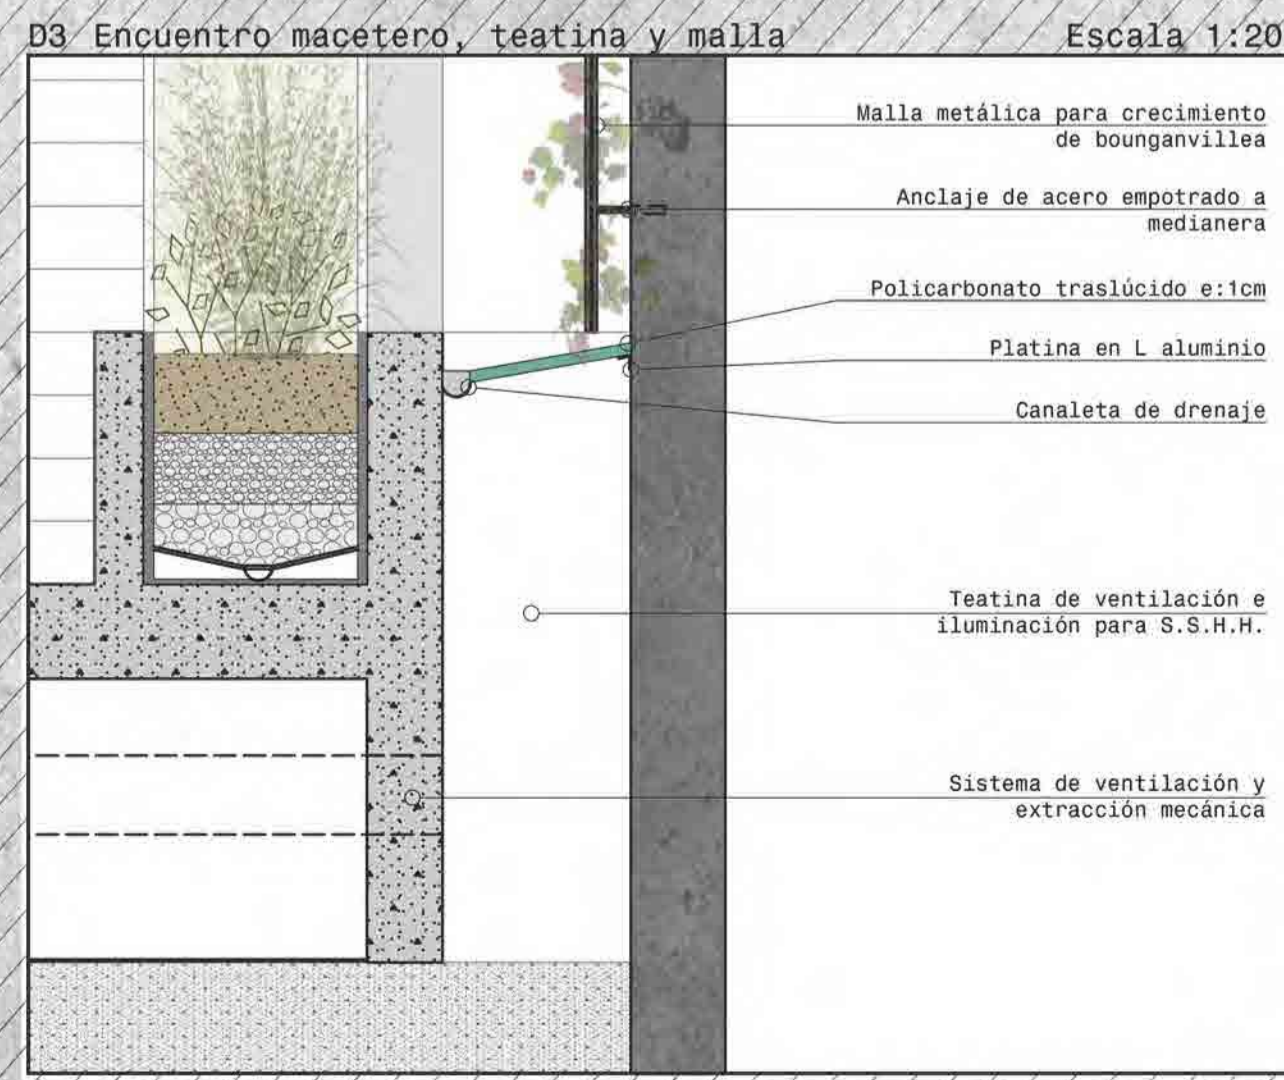 D3 Encuentro macetero, teatina y malla
Escala 1:20
Malla metálica para crecimiento
de bounganvillea
Anclaje de acero empotrado a
medianera
Policarbonato traslúcido e:1cm
Platina en L aluminio
Canaleta de drenaje
Teatina de ventilación e
iluminación para S.S.H.H.
Sistema de ventilación y
extracción mecánica